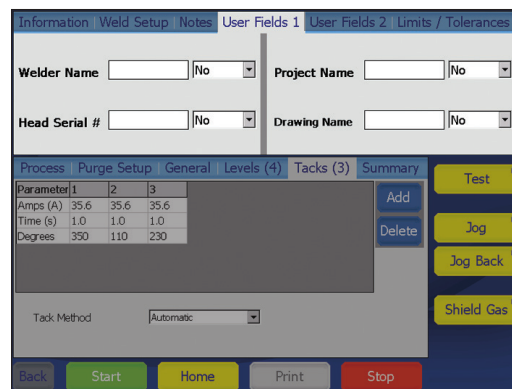 Information Weld Setup Notes User Fields 1 User Fields 2 Limits / Tolerances
Welder Name No Project Name No
Head Serial # No Drawing Name No
Process Purge Setup General Levels (4) Tacks (3) Summary
Parameter 1 2 3
Amps (A) 35.6 35.6 35.6
Time (s) 1.0 1.0 1.0
Degrees 350 110 230
Add
Delete
Tack Method Automatic
Test
Jog
Jog Back
Shield Gas
Back Start Home Print Stop